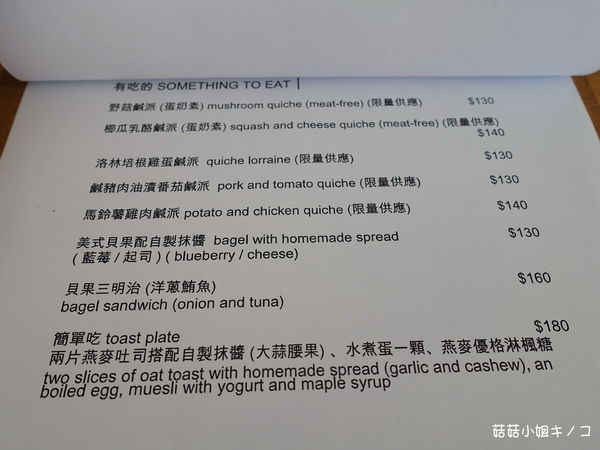 有吃的 SOMETHING TO EAT
野菇鹹派 (蛋奶素) mushroom quiche (meat-free) (限量供應) $130
櫛瓜乳酪鹹派 (蛋奶素) squash and cheese quiche (meat-free) (限量供應)
$140
洛林培根雞蛋鹹派 quiche lorraine (限量供應) $130
鹹豬肉油漬番茄鹹派 pork and tomato quiche (限量供應) $130
馬鈴薯雞肉鹹派 potato and chicken quiche (限量供應) $140
美式貝果配自製抹醬 bagel with homemade spread $130
( 藍莓 / 起司 ) ( blueberry / cheese)
貝果三明治 (洋蔥鮪魚) $160
bagel sandwich (onion and tuna)
簡單吃 toast plate $180
兩片燕麥吐司搭配自製抹醬 (大蒜腰果) 、水煮蛋一顆、燕麥優格淋楓糖
two slices of oat toast with homemade spread (garlic and cashew), an
boiled egg, muesli with yogurt and maple syrup
菇菇小姐キノコ